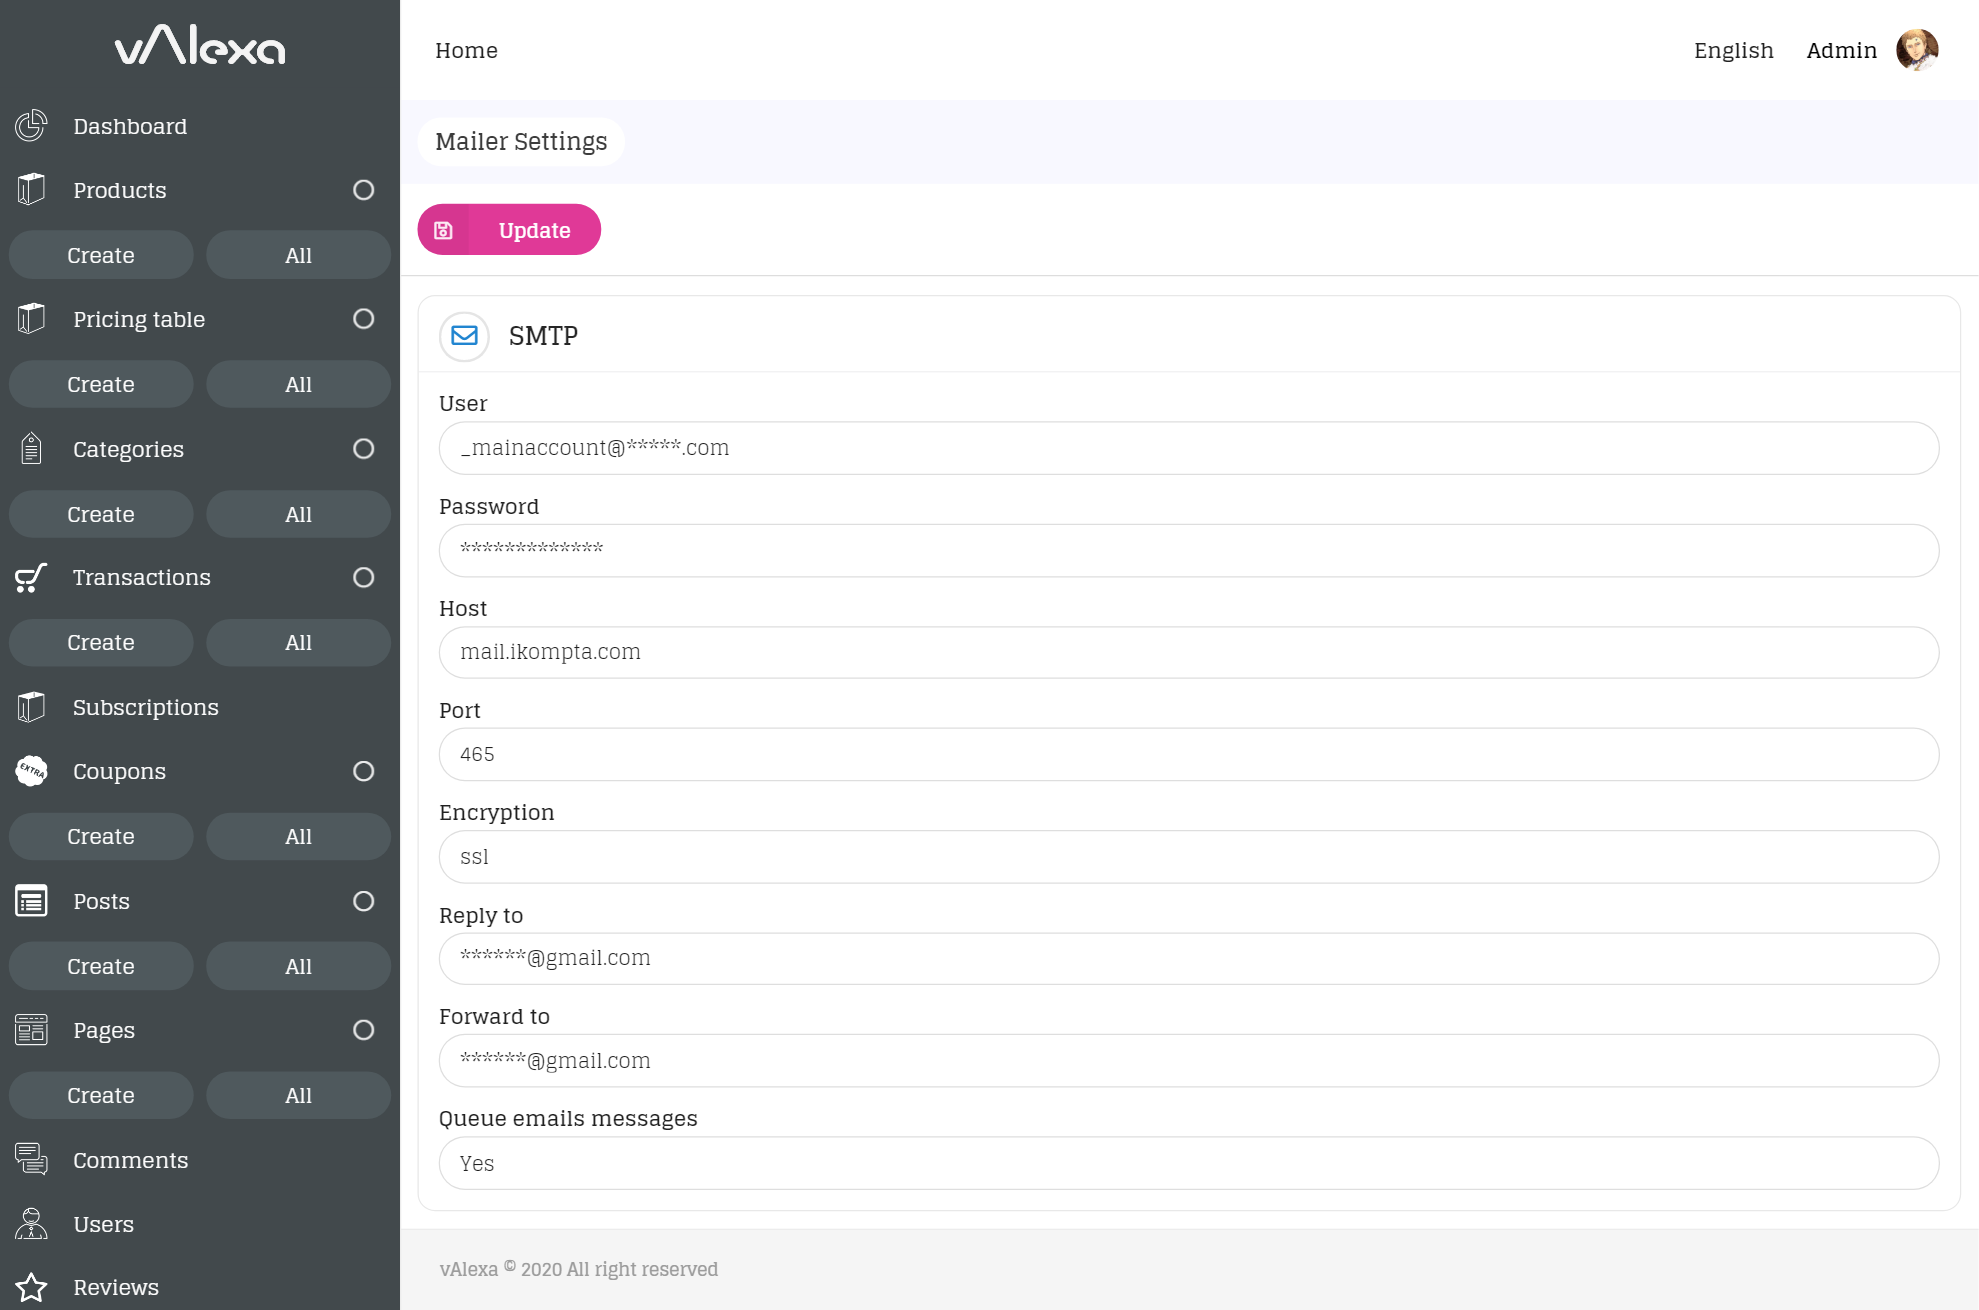 vAlexa
Dashboard
Products
Create All
Pricing table
Create All
Categories
Create All
Transactions
Create All
Subscriptions
EXTRA
Coupons
Create All
Posts
Create All
Pages
Create All
Comments
Users
Reviews
Home English Admin
Mailer Settings
Update
SMTP
User
_mainaccount@*****.com
Password
*************
Host
mail.ikompta.com
Port
465
Encryption
ssl
Reply to
******@gmail.com
Forward to
******@gmail.com
Queue emails messages
Yes
vAlexa © 2020 All right reserved